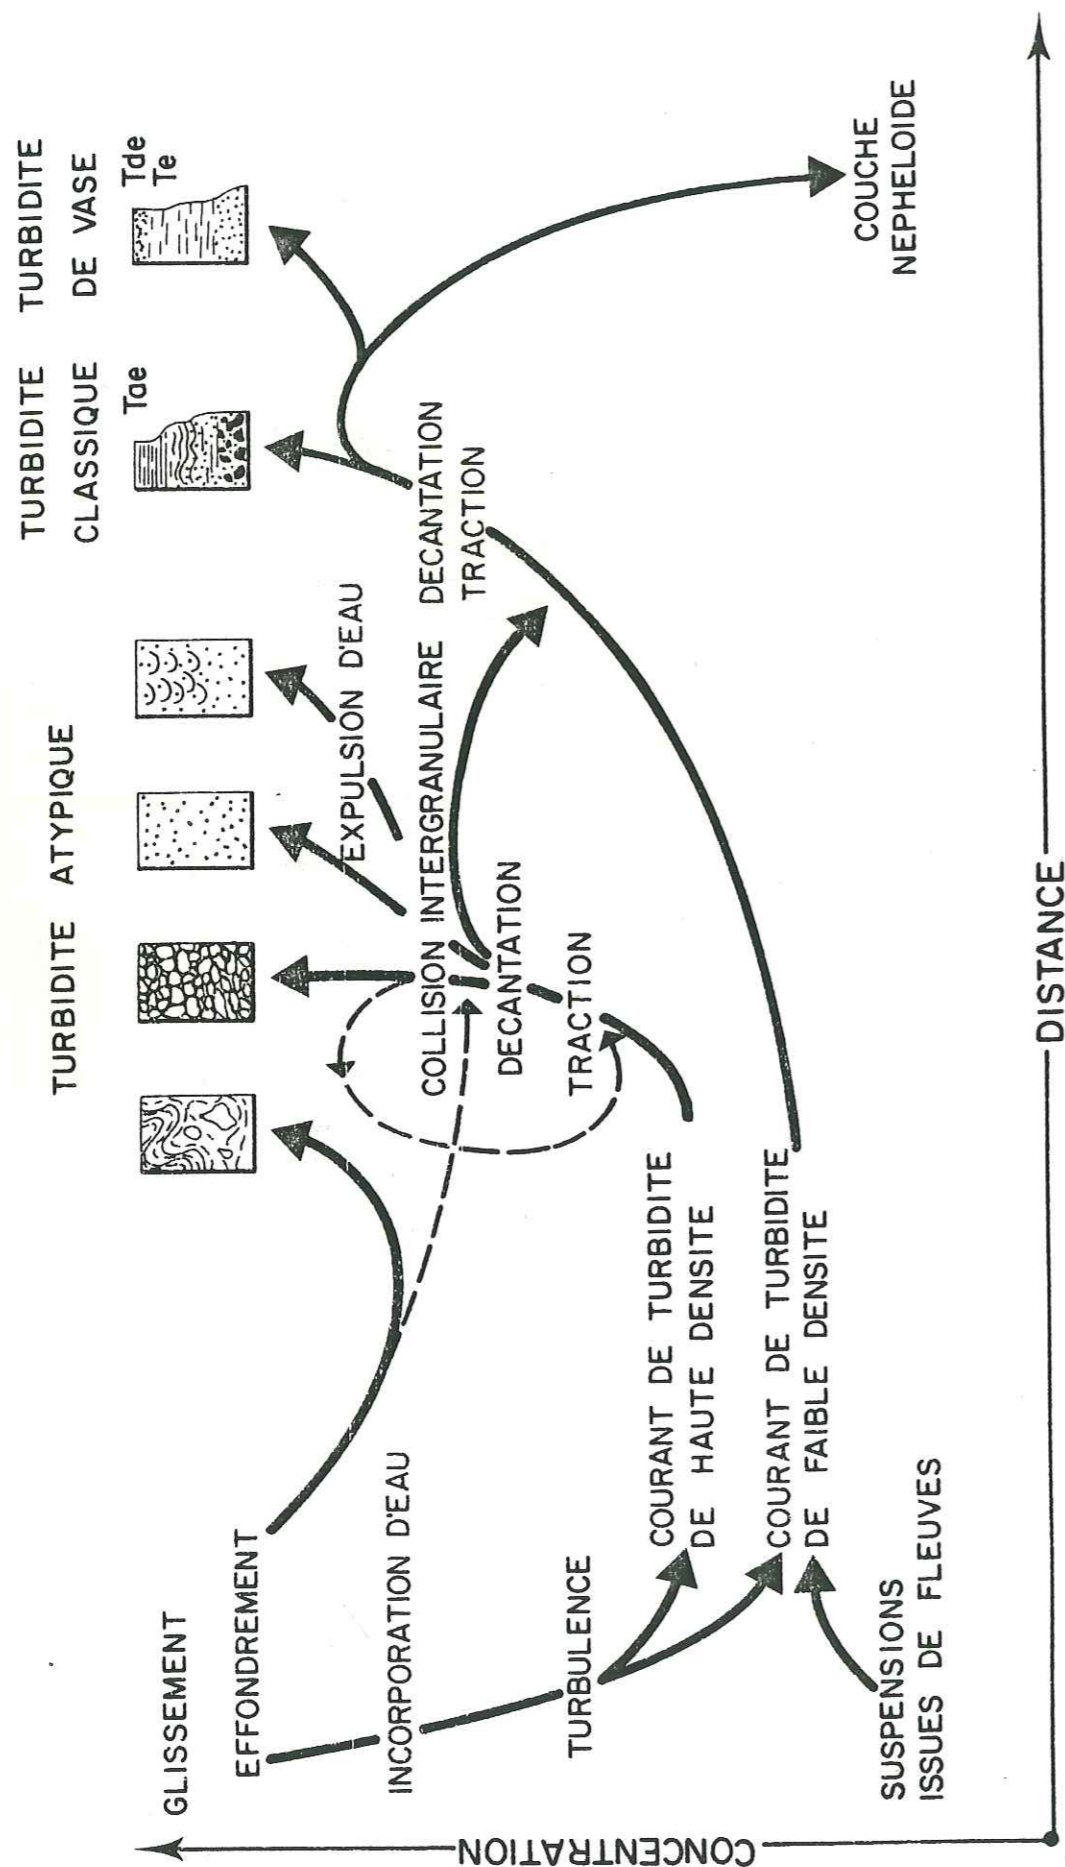 TURBIDITE ATYPIQUE
TURBIDITE
CLASSIQUE
Tae
TURBIDITE
DE VASE
Tde
Te
GLISSEMENT
EFFONDREMENT
INCORPORATION D'EAU
TURBULENCE
SUSPENSIONS
ISSUES DE FLEUVES
COURANT DE TURBIDITE
DE HAUTE DENSITE
COURANT DE TURBIDITE
DE FAIBLE DENSITE
EXPULSION D'EAU
COLLISION INTERGRANULAIRE
DECANTATION
TRACTION
DECANTATION
TRACTION
COUCHE
NEPHELOIDE
CONCENTRATION
DISTANCE